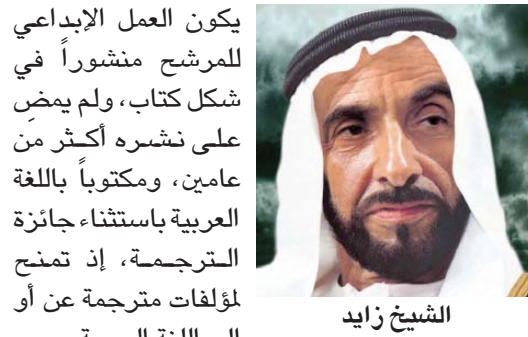 يكون العمل الإبداعي
للمرشح منشوراً في
شكل كتاب، ولم يمضِ
على نشره أكثر من
عامين، ومكتوباً باللغة
العربية باستثناء جائزة
الترجمة، إذ تمنح
لمؤلفات مترجمة عن أو
الشيخ زايد